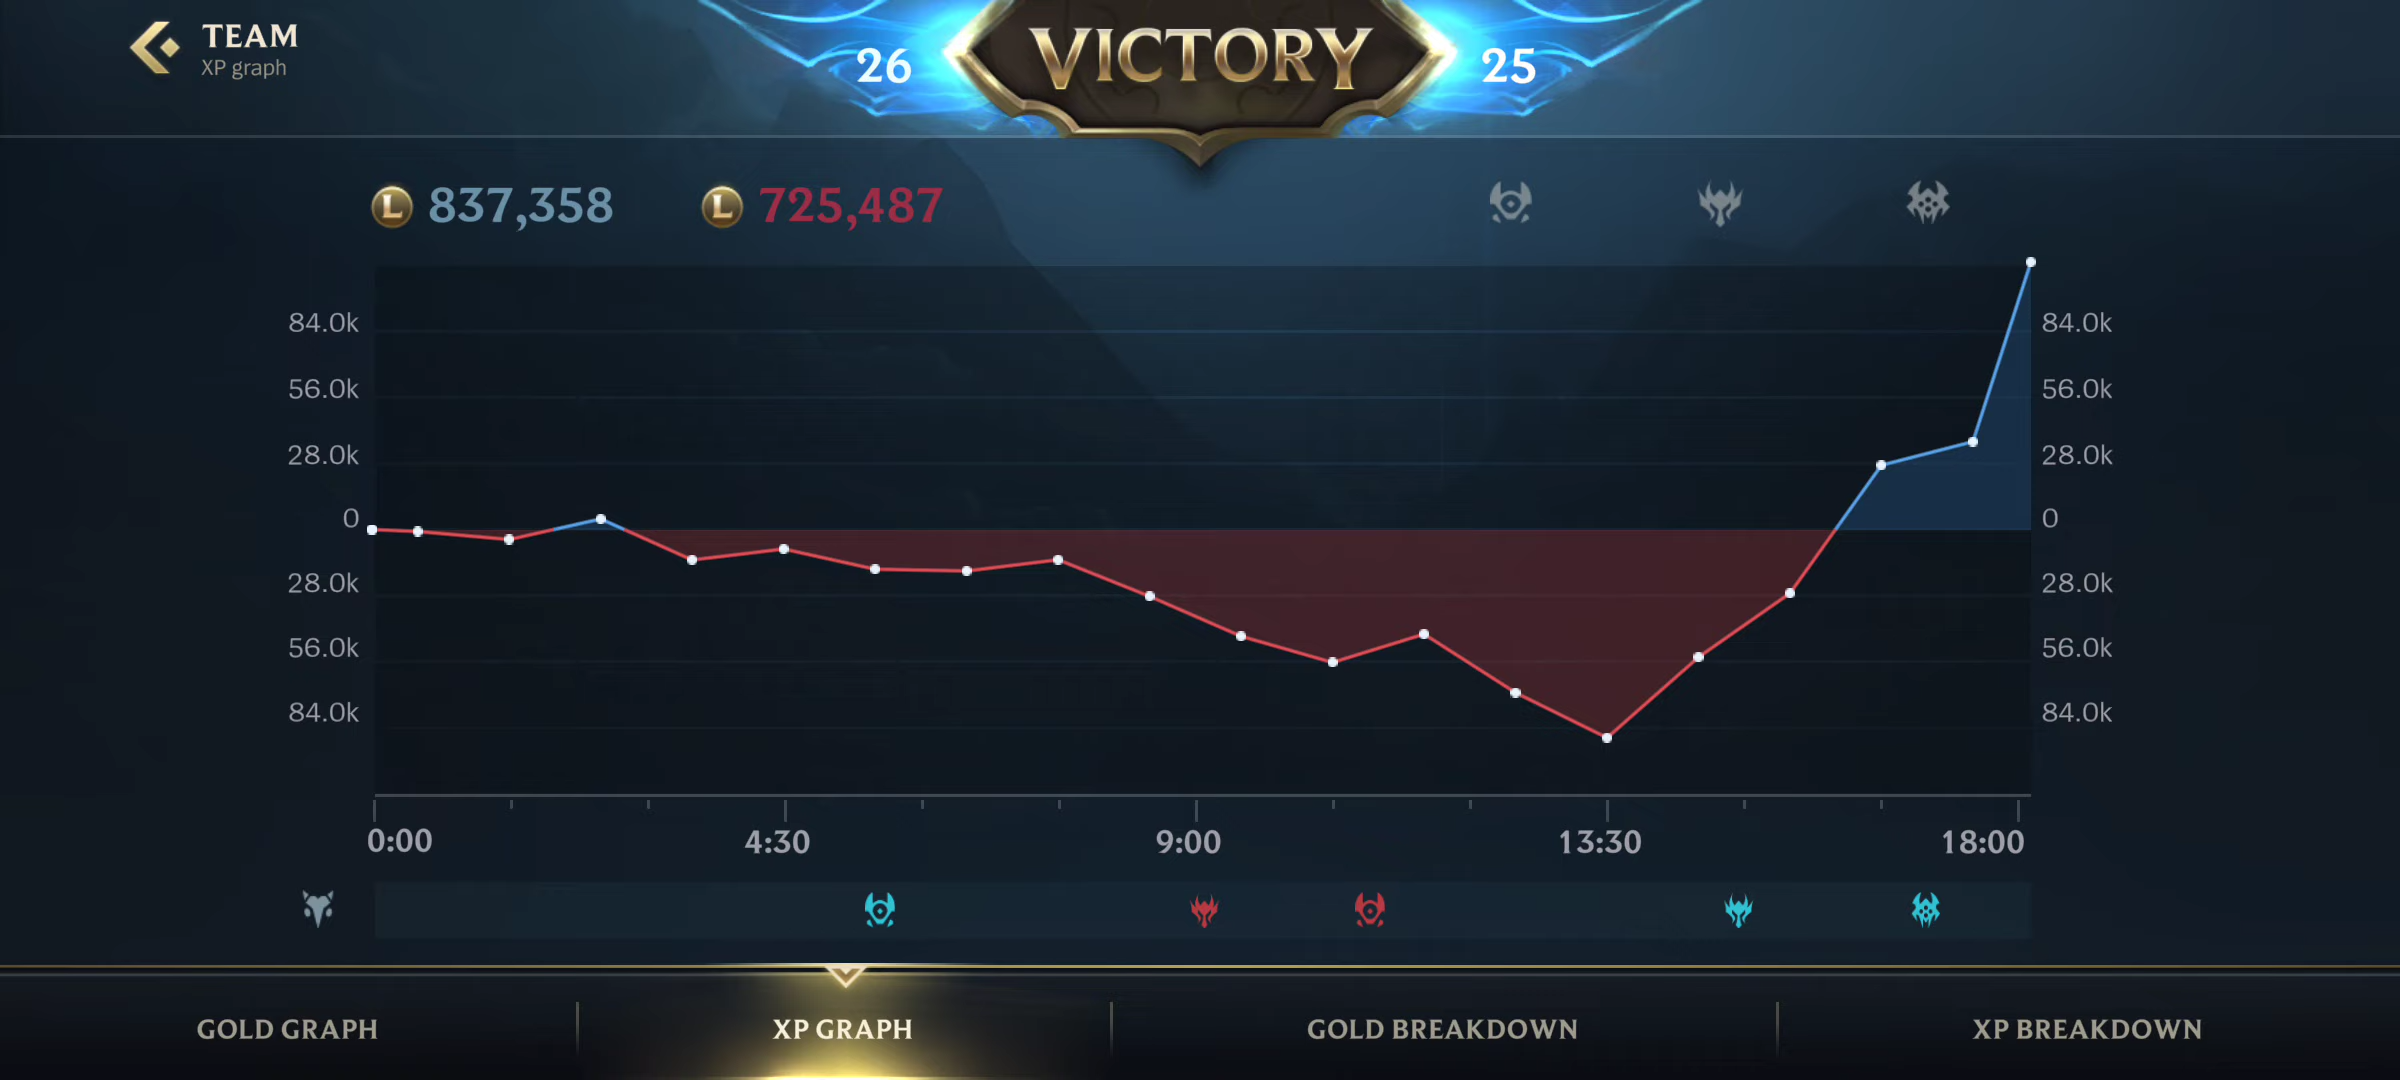 TEAM
XP graph
26
VICTORY
25
L 837,358
L 725,487
84.0k
84.0k
56.0k
56.0k
28.0k
28.0k
0
0
28.0k
28.0k
56.0k
56.0k
84.0k
84.0k
0:00
4:30
9:00
13:30
18:00
GOLD GRAPH
XP GRAPH
GOLD BREAKDOWN
XP BREAKDOWN